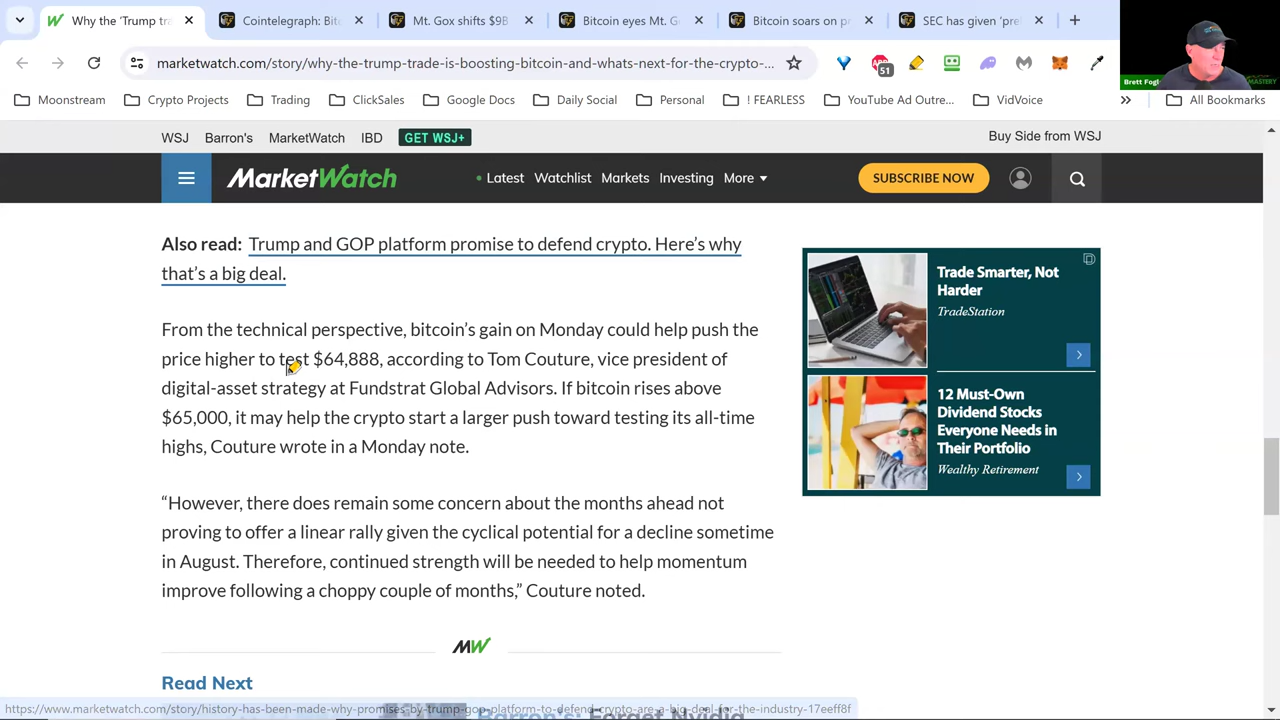 Why the 'Trump tra
Cointelegraph: Bit
Mt. Gox shifts $9B
Bitcoin eyes Mt. G
Bitcoin soars on p
SEC has given 'prel
marketwatch.com/story/why-the-trump-trade-is-boosting-bitcoin-and-whats-next-for-the-crypto-...
51
Brett Fogl
MASTERY
Moonstream
Crypto Projects
Trading
ClickSales
Google Docs
Daily Social
Personal
! FEARLESS
YouTube Ad Outre...
VidVoice
All Bookmarks
WSJ Barron's MarketWatch IBD GET WSJ+
Buy Side from WSJ
MarketWatch
Latest Watchlist Markets Investing More
SUBSCRIBE NOW
Also read: Trump and GOP platform promise to defend crypto. Here's why
that's a big deal.
From the technical perspective, bitcoin's gain on Monday could help push the
price higher to test $64,888, according to Tom Couture, vice president of
digital-asset strategy at Fundstrat Global Advisors. If bitcoin rises above
$65,000, it may help the crypto start a larger push toward testing its all-time
highs, Couture wrote in a Monday note.
"However, there does remain some concern about the months ahead not
proving to offer a linear rally given the cyclical potential for a decline sometime
in August. Therefore, continued strength will be needed to help momentum
improve following a choppy couple of months," Couture noted.
Trade Smarter, Not
Harder
TradeStation
12 Must-Own
Dividend Stocks
Everyone Needs in
Their Portfolio
Wealthy Retirement
MW
Read Next
https://www.marketwatch.com/story/history-has-been-made-why-promises-by-trump-gop-platform-to-defend-crypto-are-a-big-deal-for-the-industry-17eeff8f
Barron's: Forget Nvidia